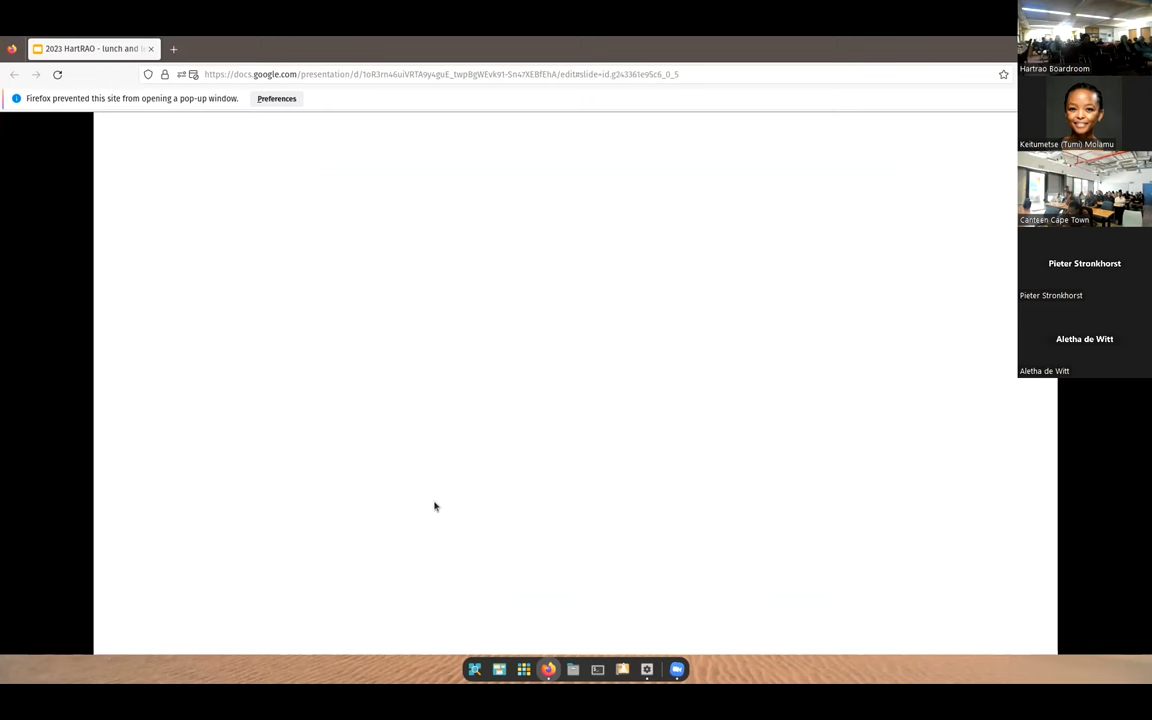 2023 HartRAO - lunch and l
https://docs.google.com/presentation/d/1oR3rn46uiVRTA9y4guE_twpBgWEvk91-Sn47XEBfEhA/edit#slide=id.g243361e95c6_0_5
Firefox prevented this site from opening a pop-up window.
Preferences
Hartrao Boardroom
Keitumetse (Tumi) Molamu
Canteen Cape Town
Pieter Stronkhorst
Pieter Stronkhorst
Aletha de Witt
Aletha de Witt